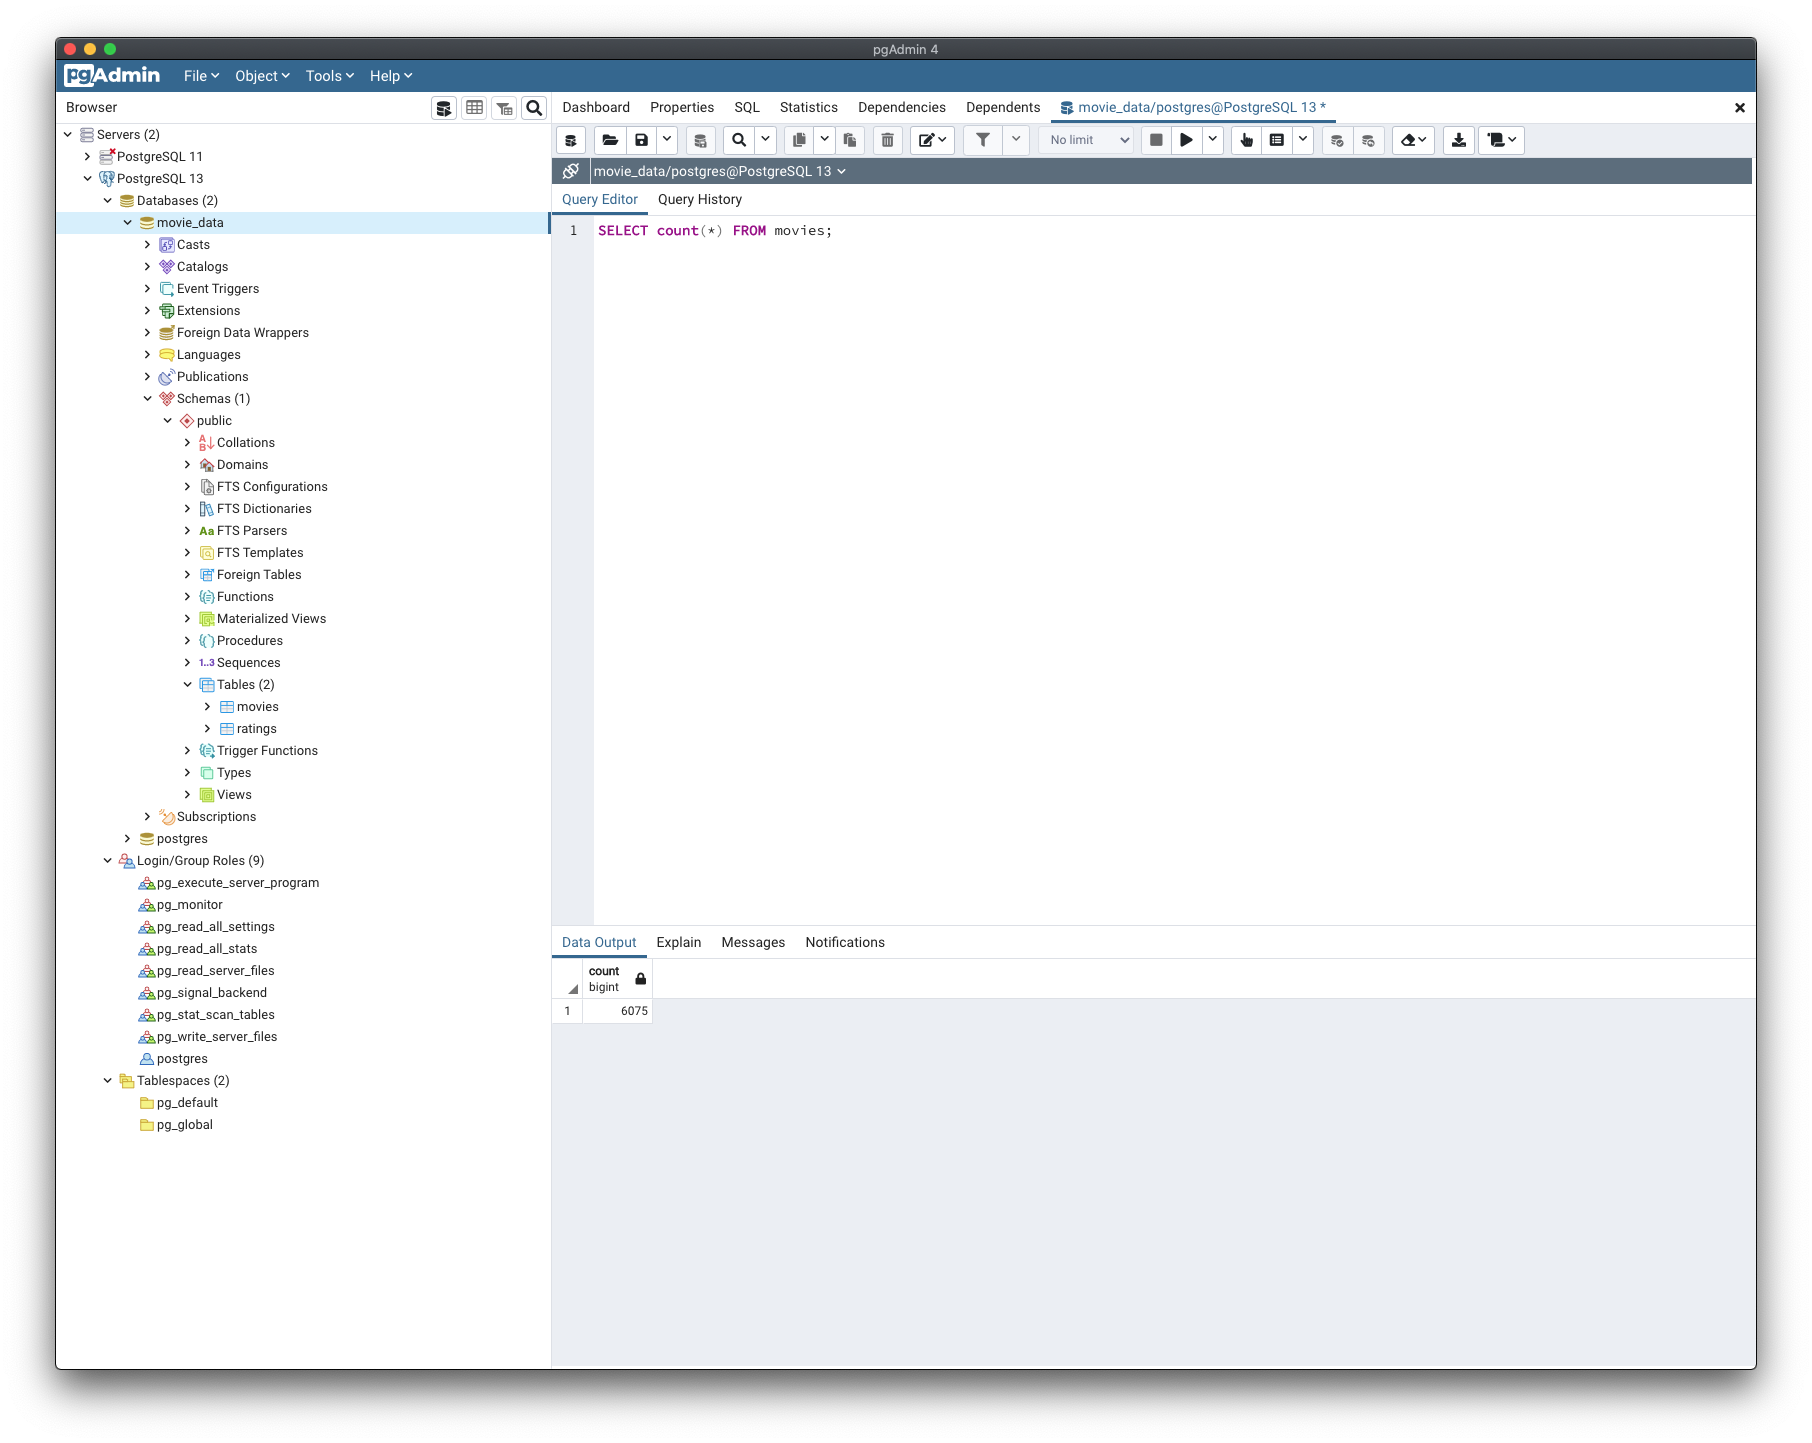 pgAdmin 4
pgAdmin File Object Tools Help
Browser
Dashboard Properties SQL Statistics Dependencies Dependents movie_data/postgres@PostgreSQL 13 *
No limit
movie_data/postgres@PostgreSQL 13
Query Editor Query History
1 SELECT count(*) FROM movies;
Servers (2)
PostgreSQL 11
PostgreSQL 13
Databases (2)
movie_data
Casts
Catalogs
Event Triggers
Extensions
Foreign Data Wrappers
Languages
Publications
Schemas (1)
public
Collations
Domains
FTS Configurations
FTS Dictionaries
Aa FTS Parsers
FTS Templates
Foreign Tables
Functions
Materialized Views
Procedures
1..3 Sequences
Tables (2)
movies
ratings
Trigger Functions
Types
Views
Subscriptions
postgres
Login/Group Roles (9)
pg_execute_server_program
pg_monitor
pg_read_all_settings
pg_read_all_stats
pg_read_server_files
pg_signal_backend
pg_stat_scan_tables
pg_write_server_files
postgres
Tablespaces (2)
pg_default
pg_global
Data Output Explain Messages Notifications
count
bigint
1 6075